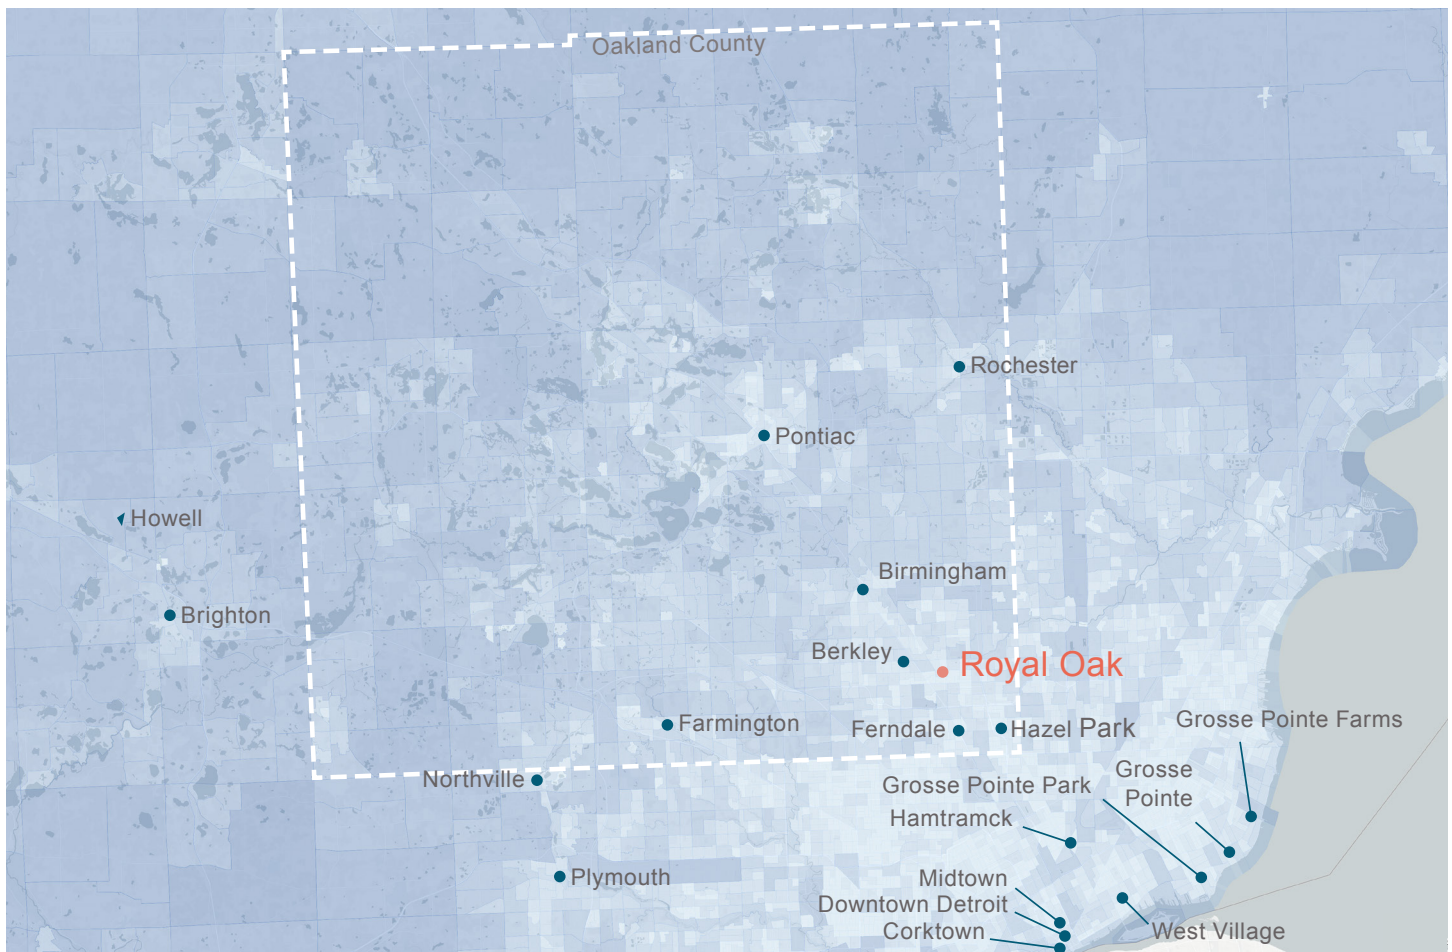 Oakland County
Rochester
Pontiac
Howell
Birmingham
Brighton
Berkley
Royal Oak
Farmington
Ferndale
Hazel Park
Grosse Pointe Farms
Northville
Grosse Pointe Park
Grosse
Pointe
Hamtramck
Plymouth
Midtown
Downtown Detroit
Corktown
West Village